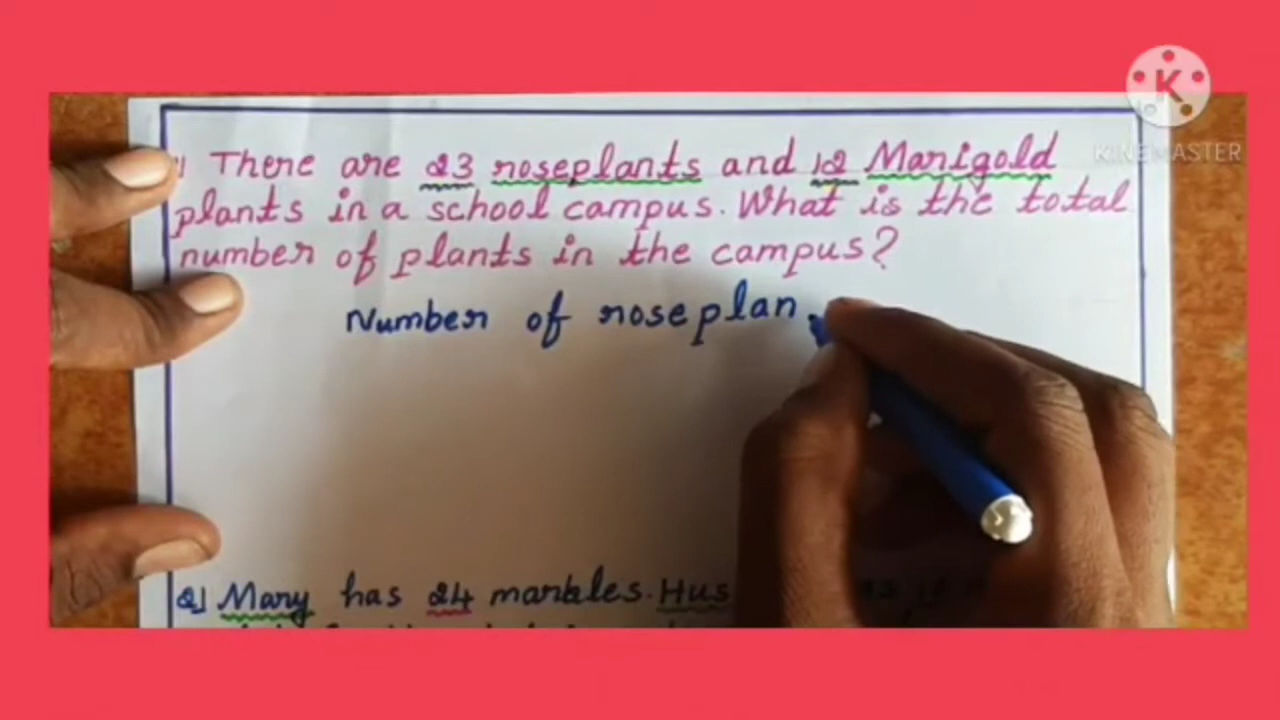 1) There are 23 roseplants and 12 Marigold
plants in a school campus. What is the total
number of plants in the campus?
Number of roseplan
2) Mary has 24 marbles. Hus
K
KINEMASTER